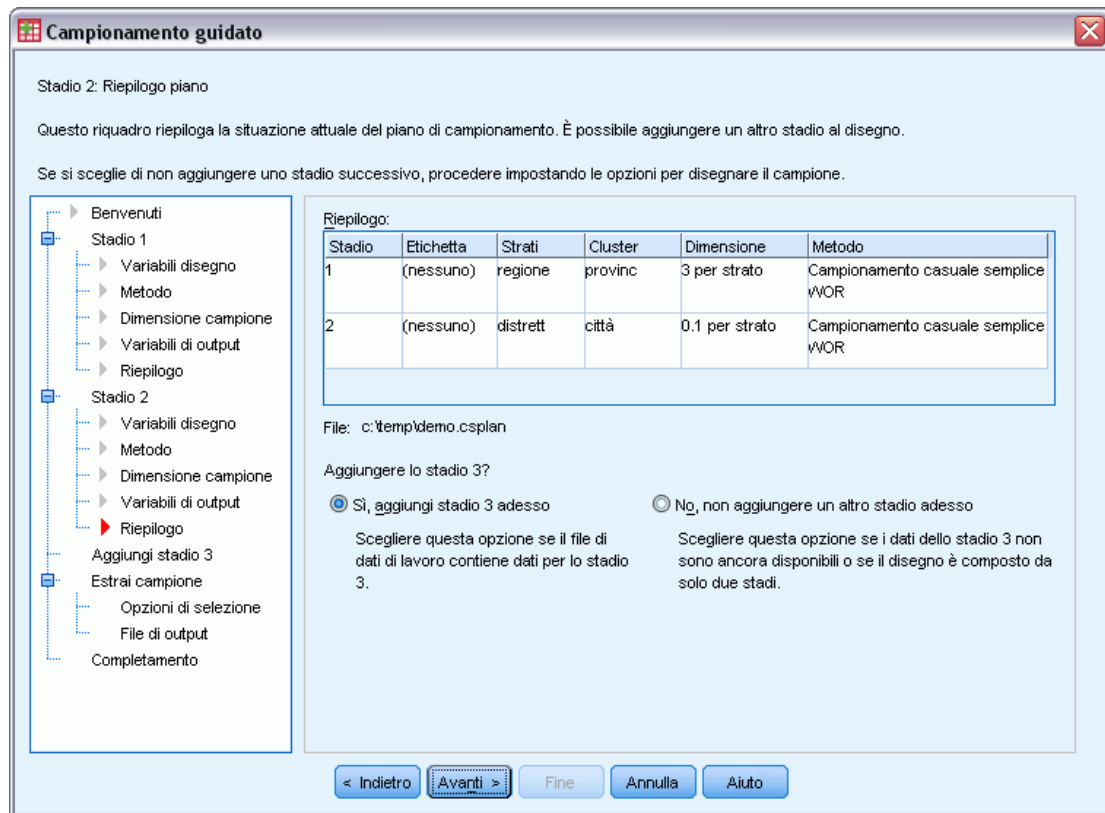 Campionamento guidato
Stadio 2: Riepilogo piano
Questo riquadro riepiloga la situazione attuale del piano di campionamento. È possibile aggiungere un altro stadio al disegno.
Se si sceglie di non aggiungere uno stadio successivo, procedere impostando le opzioni per disegnare il campione.
Benvenuti
Stadio 1
Variabili disegno
Metodo
Dimensione campione
Variabili di output
Riepilogo
Stadio 2
Variabili disegno
Metodo
Dimensione campione
Variabili di output
Riepilogo
Aggiungi stadio 3
Estrai campione
Opzioni di selezione
File di output
Completamento
Riepilogo:
Stadio Etichetta Strati Cluster Dimensione Metodo
1 (nessuno) regione provinc 3 per strato Campionamento casuale semplice
WOR
2 (nessuno) distrett città 0.1 per strato Campionamento casuale semplice
WOR
File: c:\temp\demo.csplan
Aggiungere lo stadio 3?
Sì, aggiungi stadio 3 adesso
Scegliere questa opzione se il file di
dati di lavoro contiene dati per lo stadio
3.
No, non aggiungere un altro stadio adesso
Scegliere questa opzione se i dati dello stadio 3 non
sono ancora disponibili o se il disegno è composto da
solo due stadi.
< Indietro Avanti > Fine Annulla Aiuto